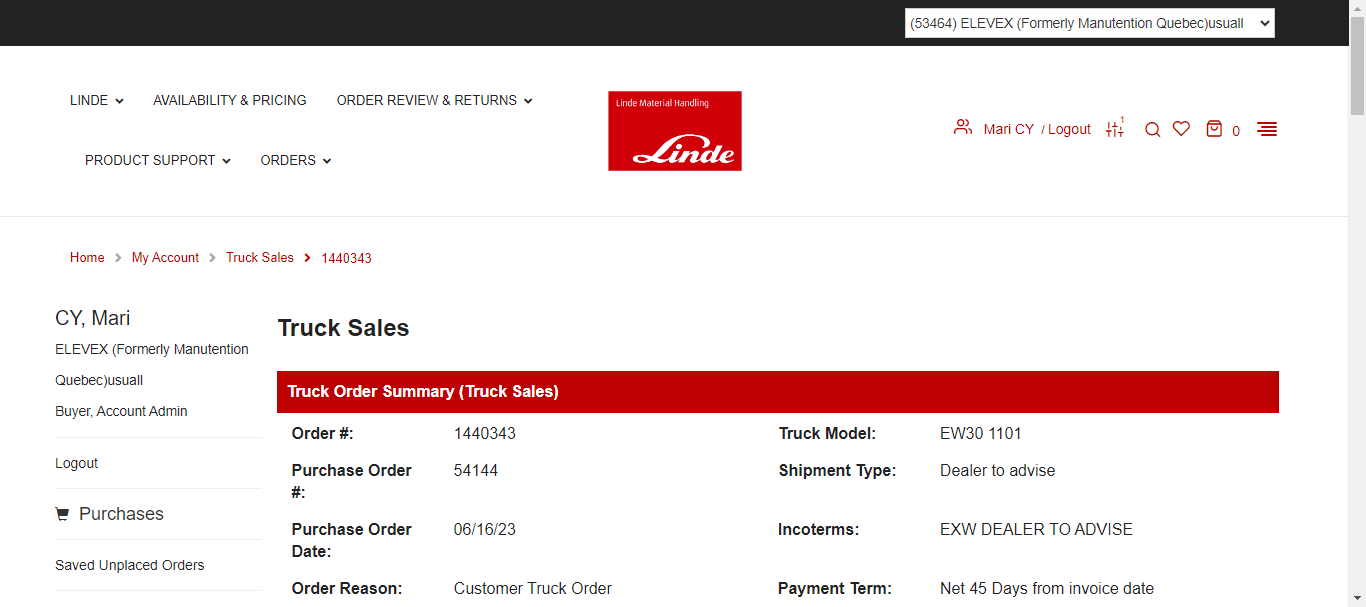 (53464) ELEVEX (Formerly Manutention Quebec)usuall
LINDE
AVAILABILITY & PRICING
ORDER REVIEW & RETURNS
PRODUCT SUPPORT
ORDERS
Linde Material Handling
Linde
Mari CY / Logout
1
0
Home
My Account
Truck Sales
1440343
CY, Mari
ELEVEX (Formerly Manutention
Quebec)usuall
Buyer, Account Admin
Logout
Purchases
Saved Unplaced Orders
Truck Sales
Truck Order Summary (Truck Sales)
Order #: 1440343
Truck Model: EW30 1101
Purchase Order 54144
#:
Shipment Type: Dealer to advise
Purchase Order 06/16/23
Date:
Incoterms: EXW DEALER TO ADVISE
Order Reason: Customer Truck Order
Payment Term: Net 45 Days from invoice date